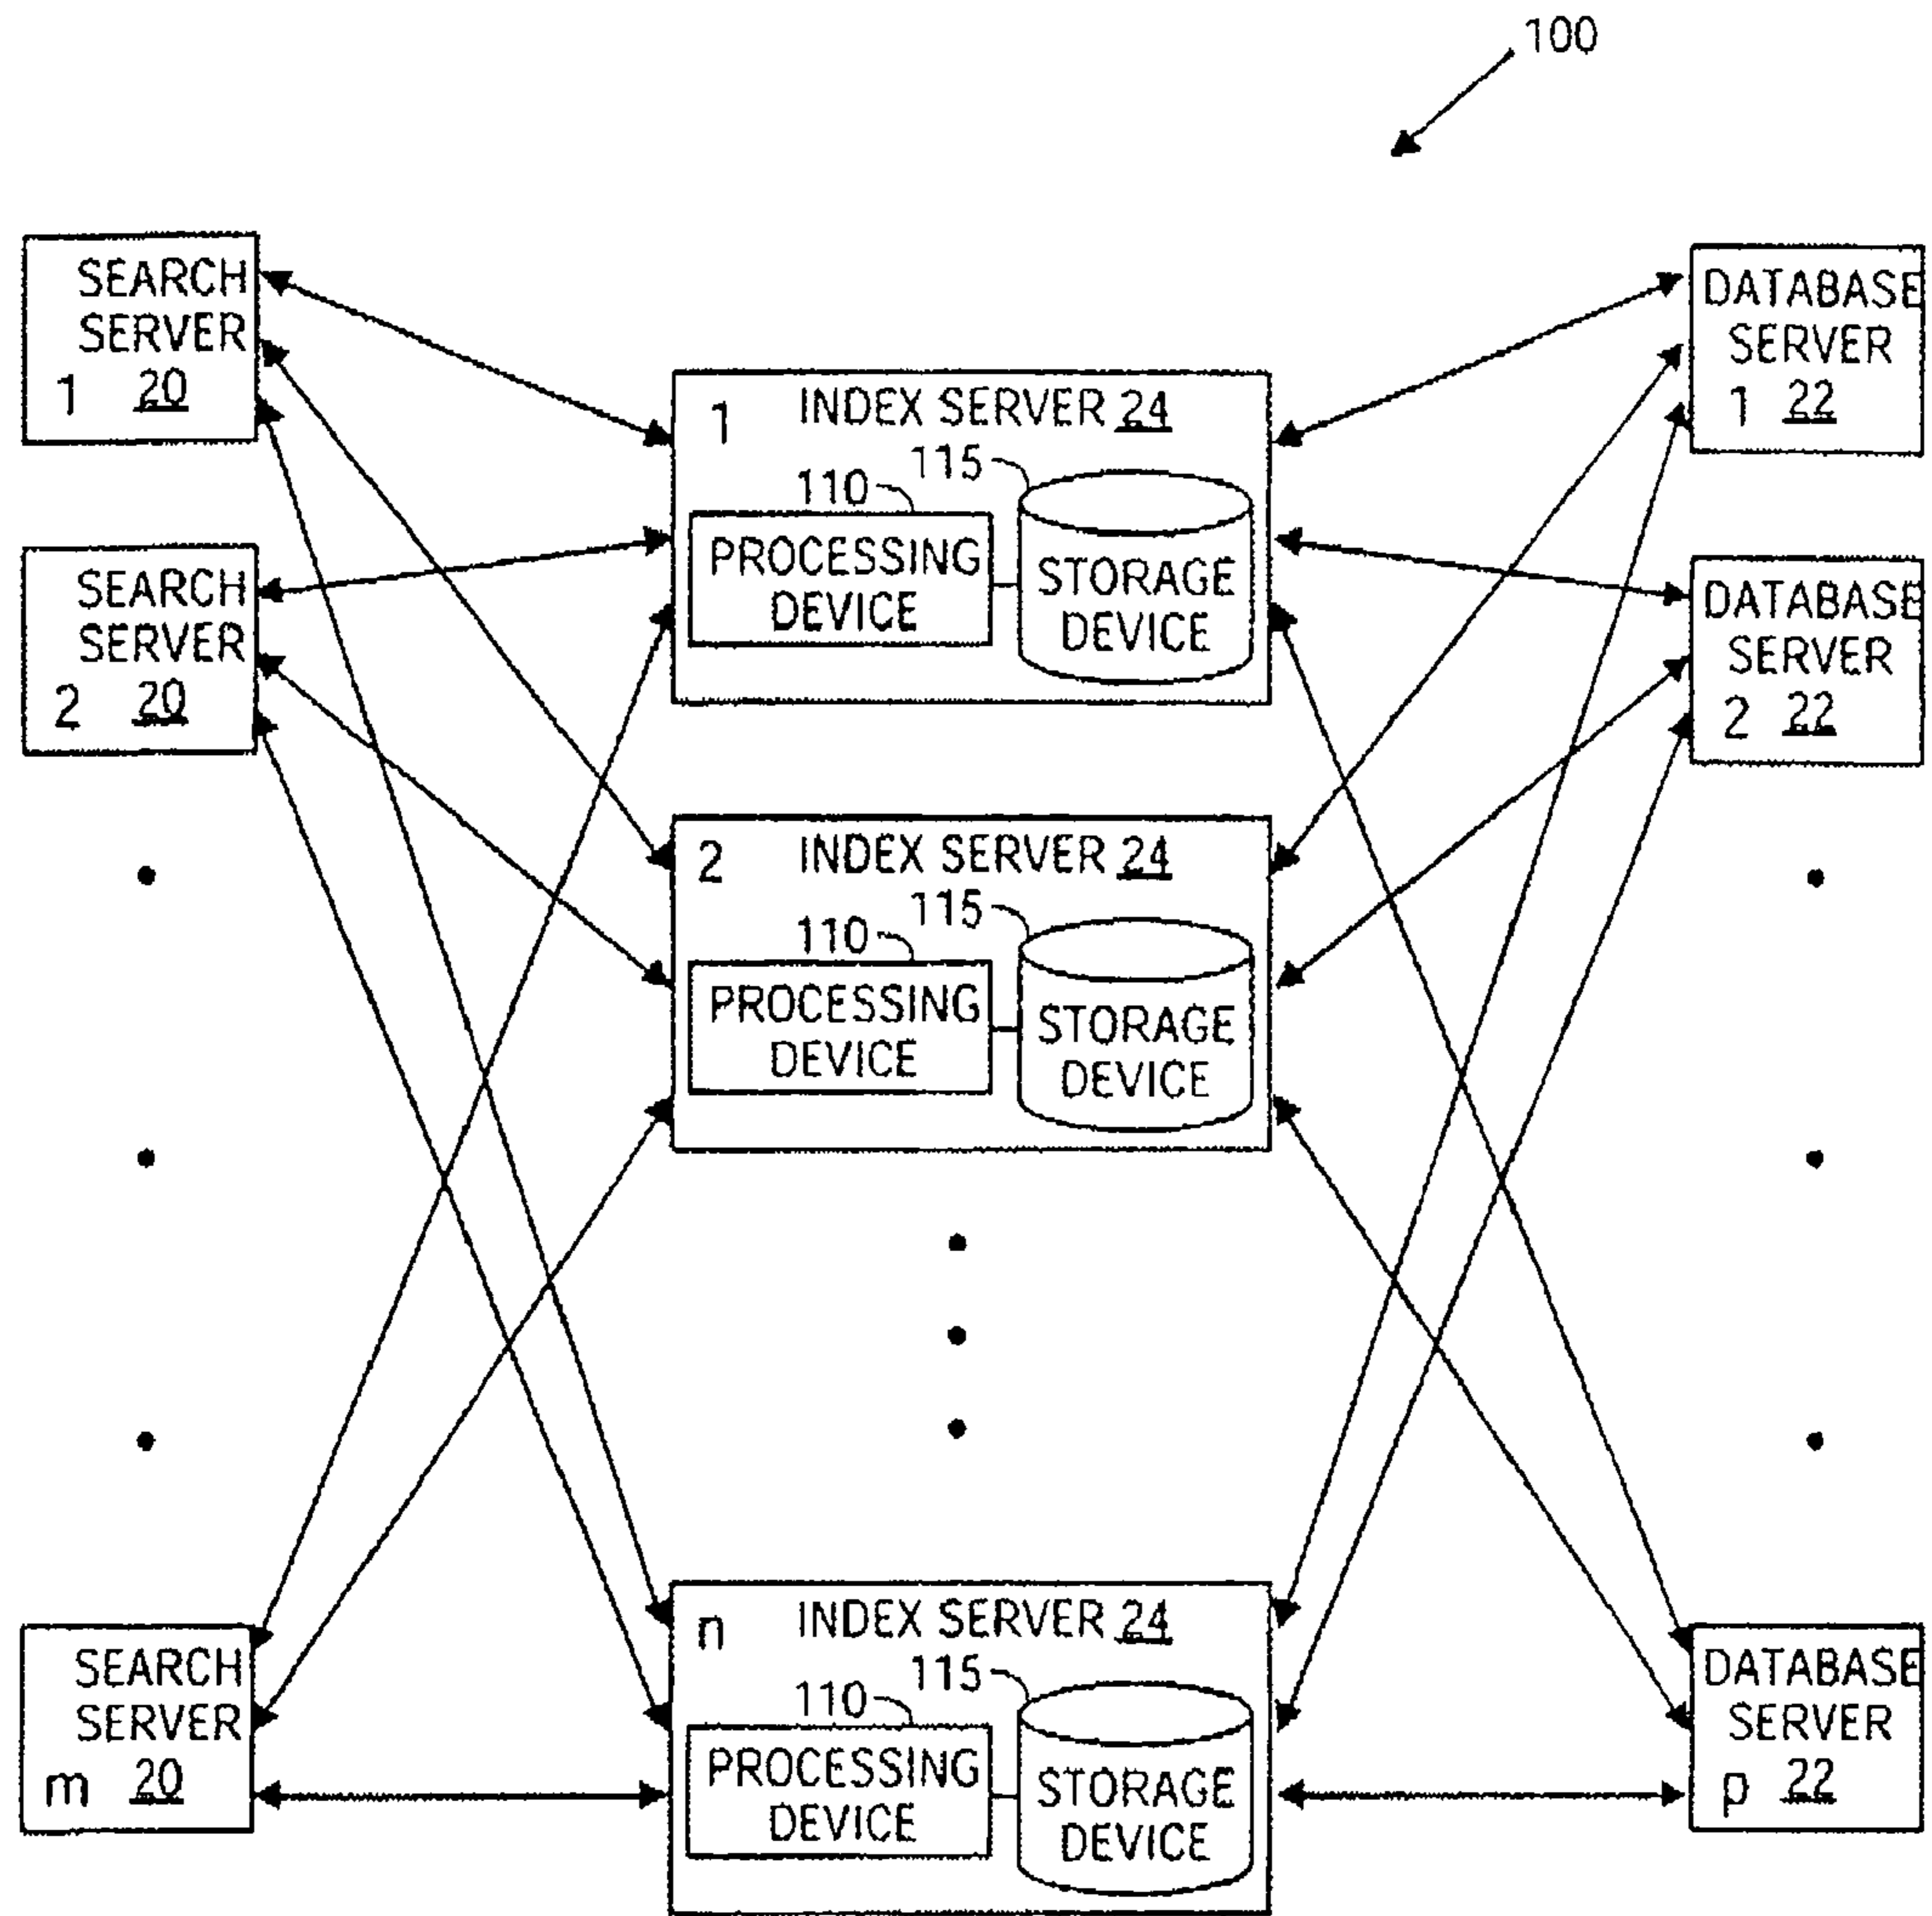 100
SEARCH
SERVER
1 20
SEARCH
SERVER
2 20
SEARCH
SERVER
m 20
1 INDEX SERVER 24
115
110
PROCESSING
DEVICE
STORAGE
DEVICE
2 INDEX SERVER 24
115
110
PROCESSING
DEVICE
STORAGE
DEVICE
n INDEX SERVER 24
115
110
PROCESSING
DEVICE
STORAGE
DEVICE
DATABASE
SERVER
1 22
DATABASE
SERVER
2 22
DATABASE
SERVER
p 22